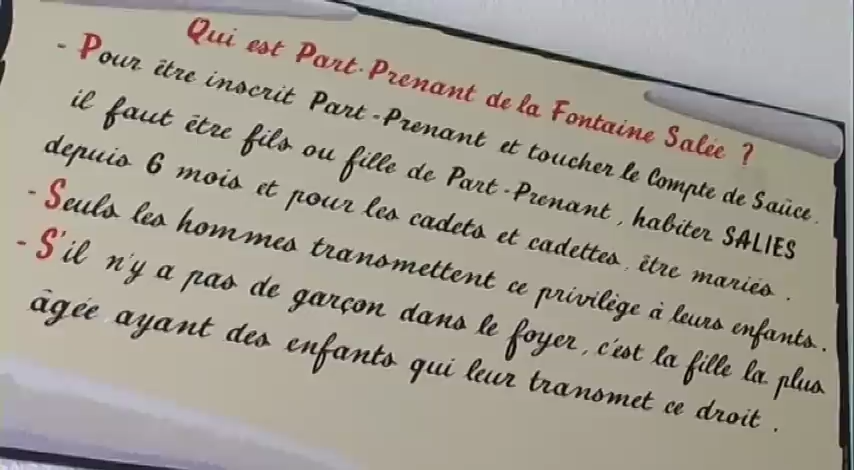 Qui est Part-Prenant de la Fontaine Salée ?
- Pour être inscrit Part-Prenant et toucher le Compte de Saüce.
il faut être fils ou fille de Part-Prenant, habiter SALIES
depuis 6 mois et pour les cadets et cadettes, être mariés.
- Seuls les hommes transmettent ce privilège à leurs enfants.
- S'il n'y a pas de garçon dans le foyer, c'est la fille la plus
âgée ayant des enfants qui leur transmet ce droit.